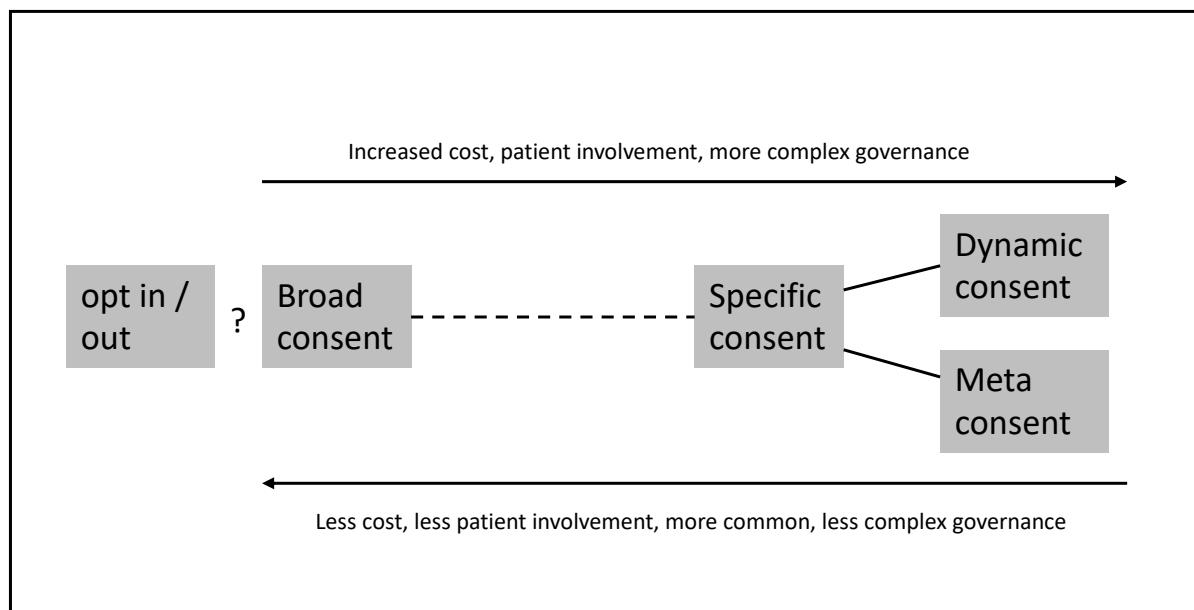 Increased cost, patient involvement, more complex governance
opt in /
out
?
Broad
consent
Specific
consent
Dynamic
consent
Meta
consent
Less cost, less patient involvement, more common, less complex governance